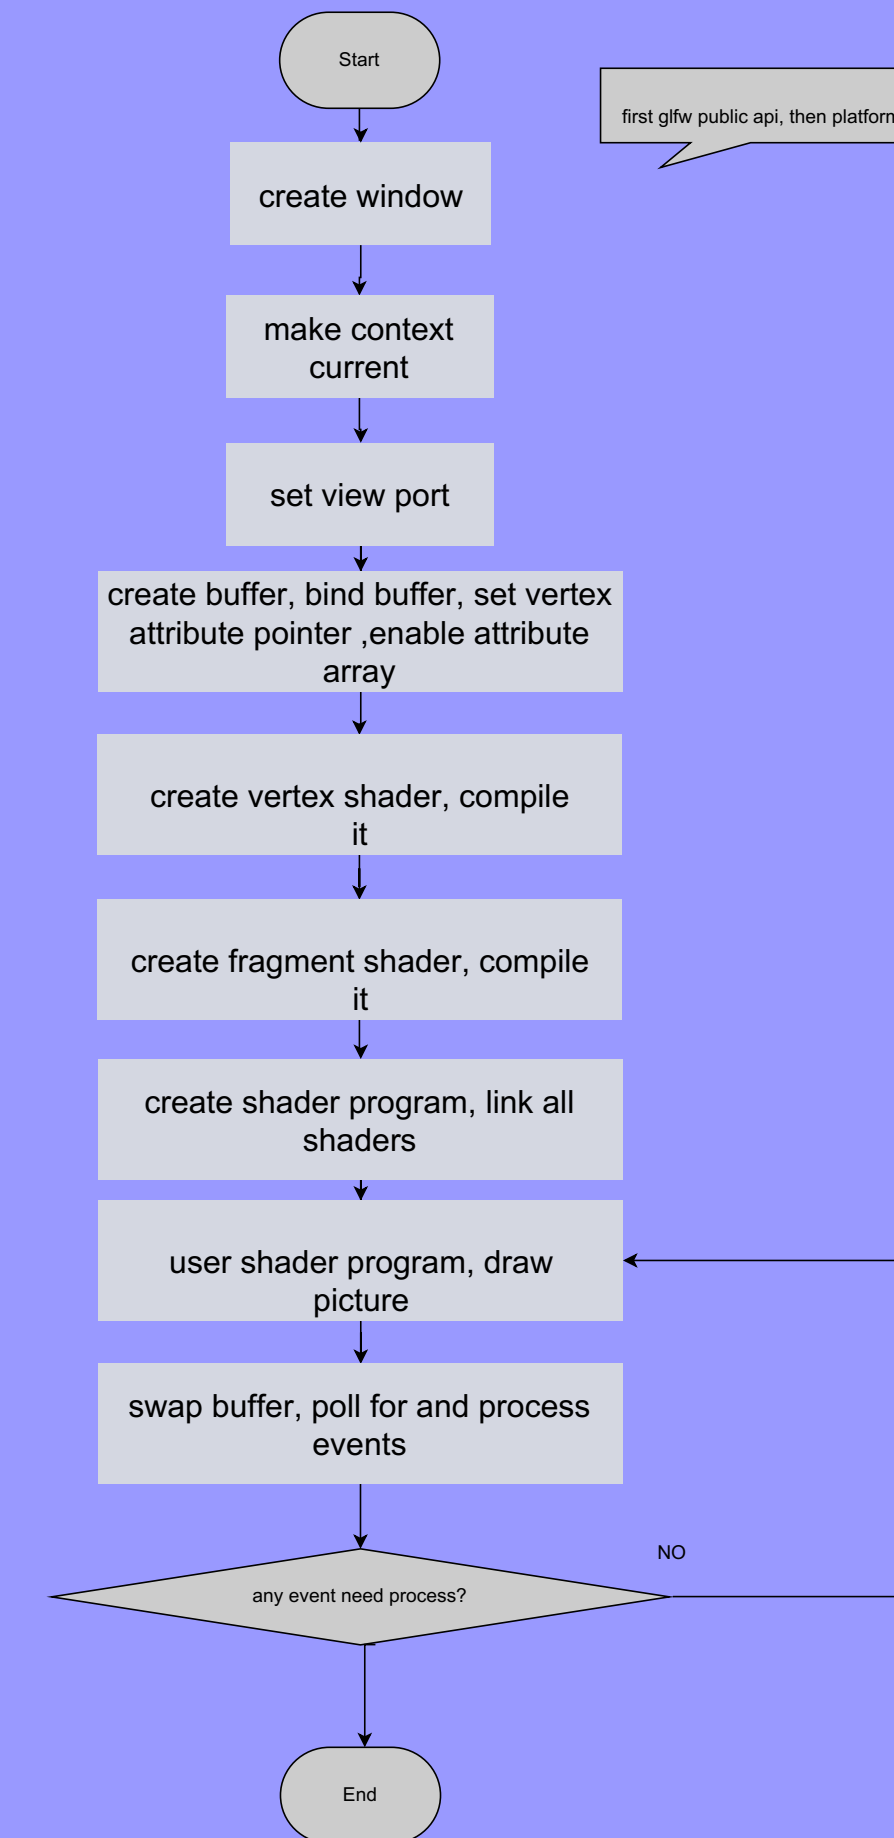 Start
first glfw public api, then platform
create window
make context
current
set view port
create buffer, bind buffer, set vertex
attribute pointer ,enable attribute
array
create vertex shader, compile
it
create fragment shader, compile
it
create shader program, link all
shaders
user shader program, draw
picture
swap buffer, poll for and process
events
NO
any event need process?
End